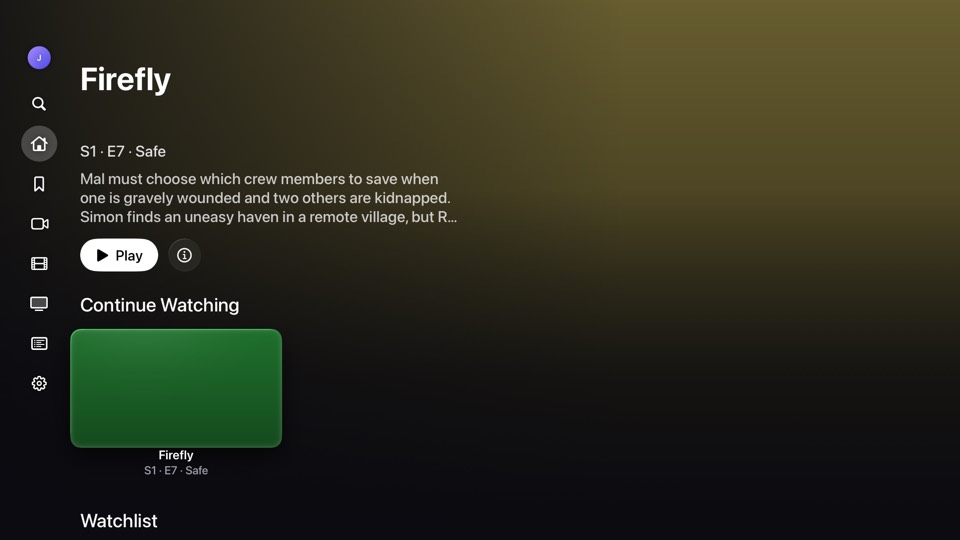 J
Firefly
S1 · E7 · Safe
Mal must choose which crew members to save when
one is gravely wounded and two others are kidnapped.
Simon finds an uneasy haven in a remote village, but R...
Play
Continue Watching
Firefly
S1 · E7 · Safe
Watchlist